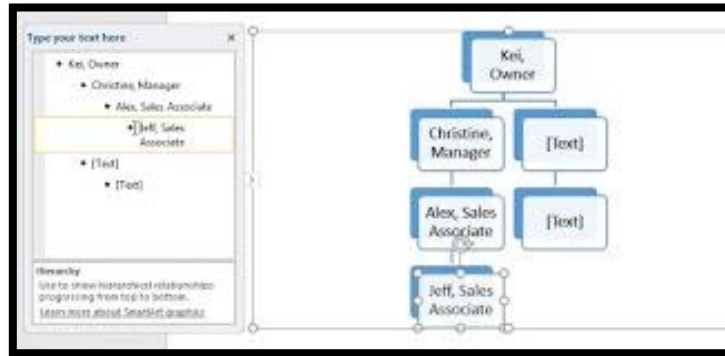 Type your text here
Kei, Owner
Christine, Manager
Alex, Sales Associate
Jeff, Sales
Associate
[Text]
[Text]
Hierarchy
Use to show hierarchical relationships
progressing from top to bottom.
Learn more about SmartArt graphics
Kei,
Owner
Christine,
Manager
[Text]
Alex, Sales
Associate
[Text]
Jeff, Sales
Associate